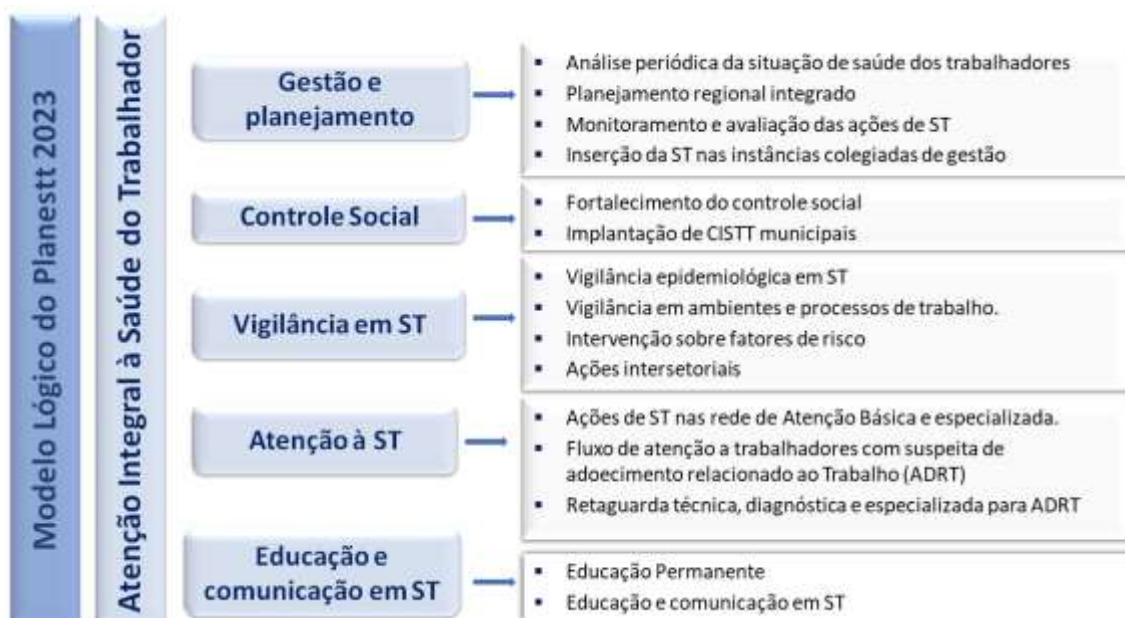 Modelo Lógico do Planestt 2023
Atenção Integral à Saúde do Trabalhador
Gestão e
planejamento
▪ Análise periódica da situação de saúde dos trabalhadores
▪ Planejamento regional integrado
▪ Monitoramento e avaliação das ações de ST
▪ Inserção da ST nas instâncias colegiadas de gestão
Controle Social
▪ Fortalecimento do controle social
▪ Implantação de CISTT municipais
Vigilância em ST
▪ Vigilância epidemiológica em ST
▪ Vigilância em ambientes e processos de trabalho.
▪ Intervenção sobre fatores de risco
▪ Ações intersetoriais
Atenção à ST
▪ Ações de ST nas rede de Atenção Básica e especializada.
▪ Fluxo de atenção a trabalhadores com suspeita de
adoecimento relacionado ao Trabalho (ADRT)
▪ Retaguarda técnica, diagnóstica e especializada para ADRT
Educação e
comunicação em ST
▪ Educação Permanente
▪ Educação e comunicação em ST